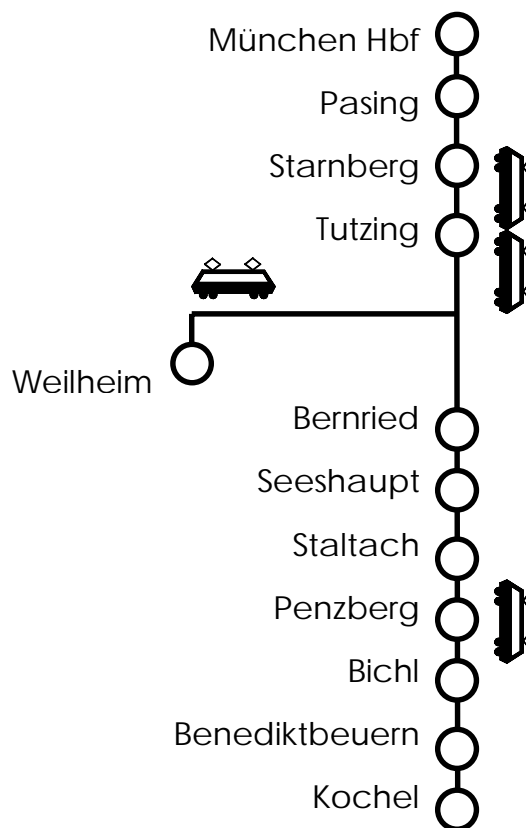 München Hbf
Pasing
Starnberg
Tutzing
Weilheim
Bernried
Seeshaupt
Staltach
Penzberg
Bichl
Benediktbeuern
Kochel